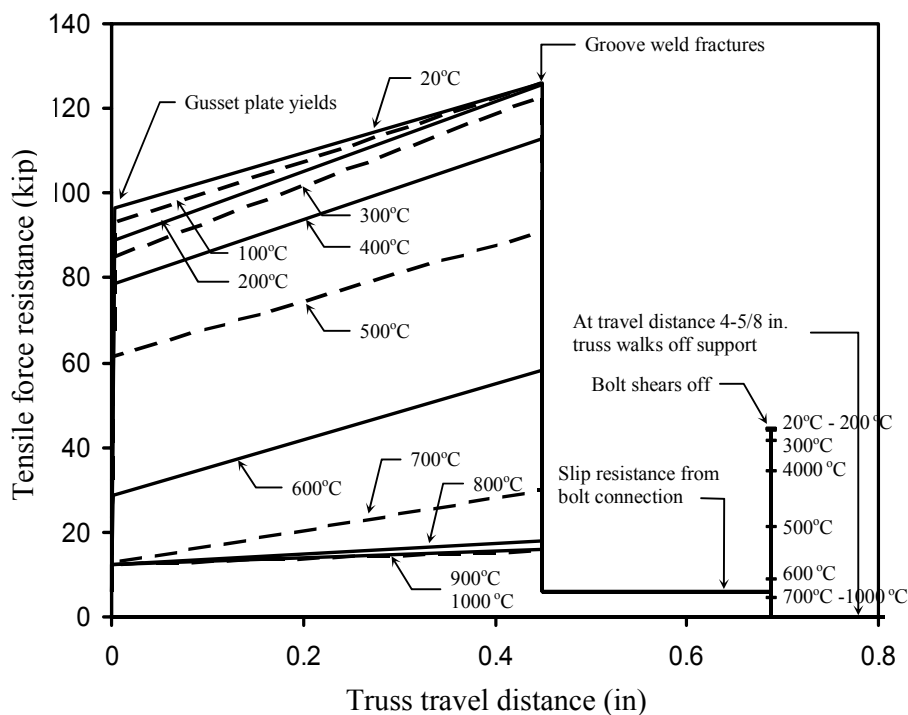 140
120
100
80
60
40
20
0
Tensile force resistance (kip)
0
0.2
0.4
0.6
0.8
Truss travel distance (in)
Gusset plate yields
20ºC
Groove weld fractures
300ºC
100ºC
400ºC
200ºC
500ºC
600ºC
700ºC
800ºC
900ºC
1000 ºC
At travel distance 4-5/8 in.
truss walks off support
Bolt shears off
Slip resistance from
bolt connection
20ºC - 200 ºC
300ºC
4000 ºC
500ºC
600 ºC
700ºC -1000 ºC